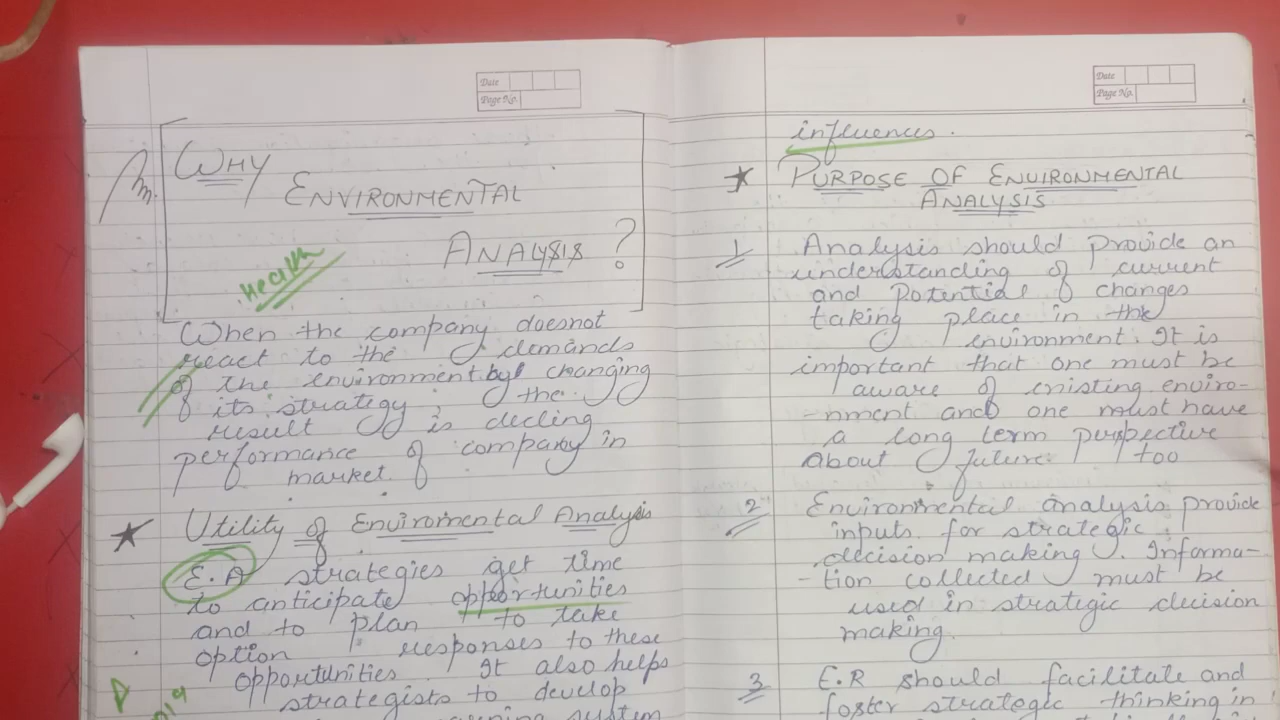 Date
Page No.
WHY
ENVIRONMENTAL
ANALYSIS ?
Health
When the company doesnot
react to the demands
of the environment by changing
its strategy, the
result is decling
performance of company in
market.
Utility of Enviromental Analysis
E.A strategies get time
to anticipate opportunities
and to plan to take
option responses to these
opportunities. It also helps
strategists to develop
system
Date
Page No.
influences.
PURPOSE OF ENVIRONMENTAL
ANALYSIS
1 Analysis should provide an
understanding of current
and Potential changes
taking place in the
environment. It is
important that one must be
aware of existing enviro-
-nment and one must have
a long term perspective
about future too
2 Environmental analysis provide
inputs for strategic
decision making. Informa-
-tion collected must be
used in strategic decision
making.
3 E.R should facilitate and
foster strategic thinking in